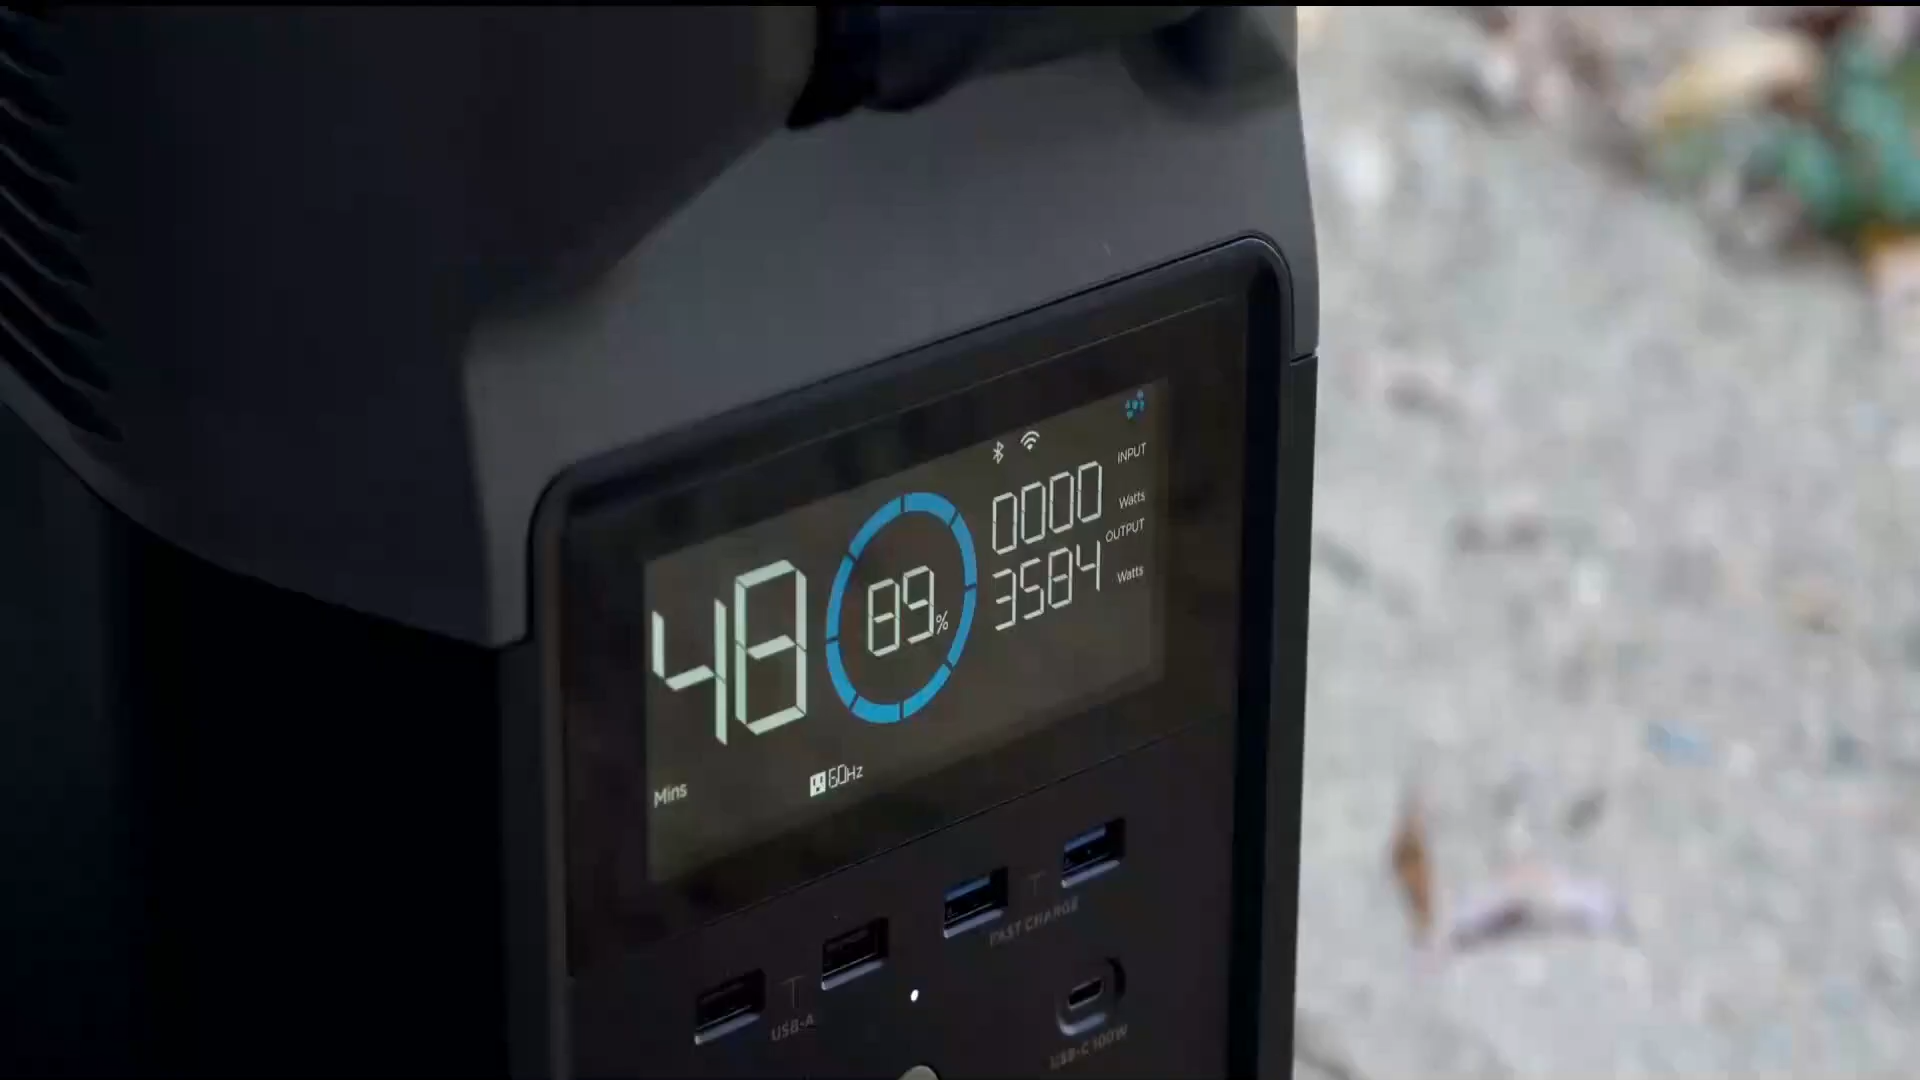 INPUT
0000 Watts
OUTPUT
3584 Watts
48
89%
Mins
60Hz
FAST CHARGE
USB-A
USB-C 100W